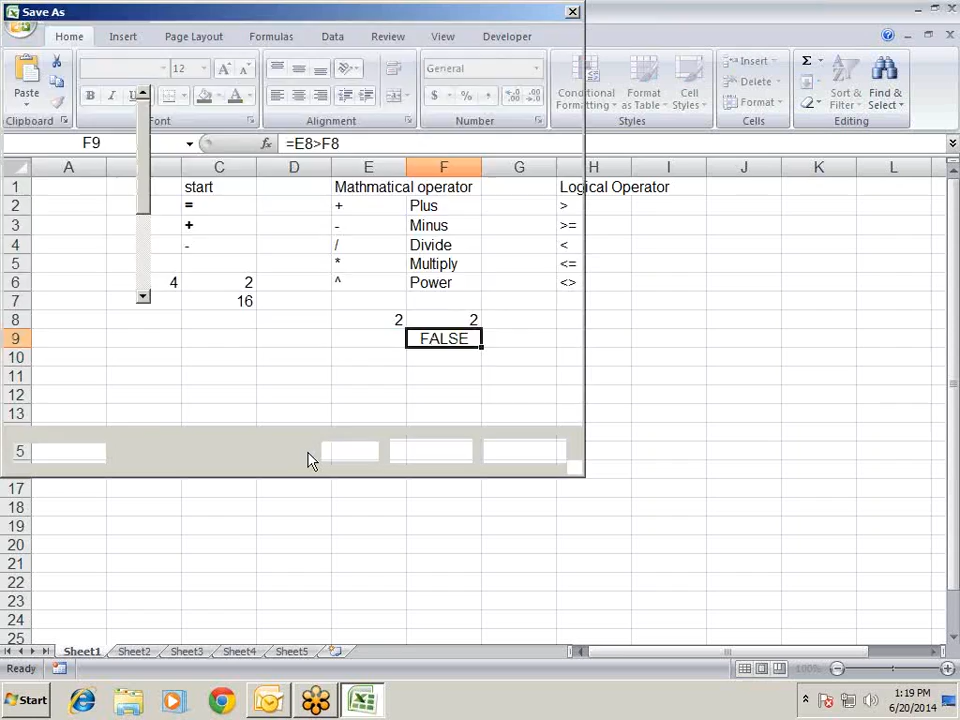 Save As
Home Insert Page Layout Formulas Data Review View Developer
12 General Insert Σ
Paste B I U $ % , Conditional Format Cell Delete Sort & Find &
Formatting as Table Styles Format Filter Select
Clipboard Font Alignment Number Styles Cells Editing
F9 fx =E8>F8
A C D E F G H I J K L
1 start Mathmatical operator Logical Operator
2 = + Plus >
3 + - Minus >=
4 - / Divide <
5 * Multiply <=
6 4 2 ^ Power <>
7 16
8 2 2
9 FALSE
10
11
12
13
5
17
18
19
20
21
22
23
24
25
Sheet1 Sheet2 Sheet3 Sheet4 Sheet5
Ready 100%
Start 1:19 PM
6/20/2014